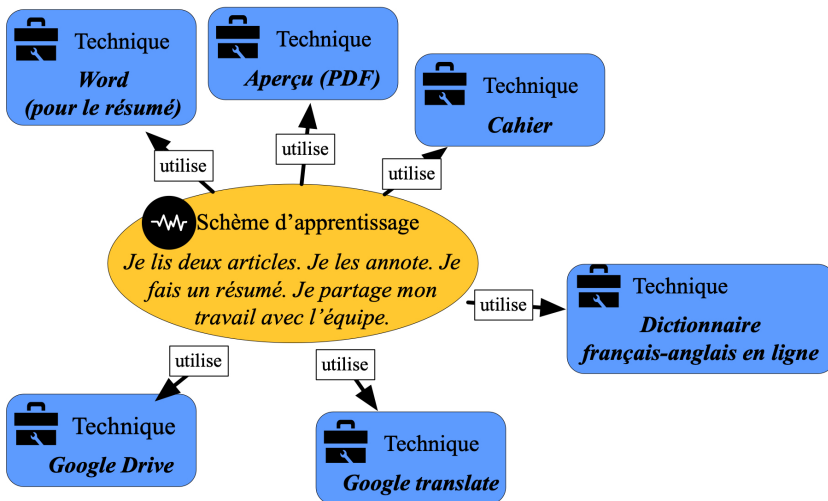 Technique
Word
(pour le résumé)
Technique
Aperçu (PDF)
Technique
Cahier
utilise
utilise
utilise
Schème d’apprentissage
Je lis deux articles. Je les annote. Je
fais un résumé. Je partage mon
travail avec l’équipe.
utilise
Technique
Dictionnaire
français-anglais en ligne
utilise
utilise
Technique
Google Drive
Technique
Google translate